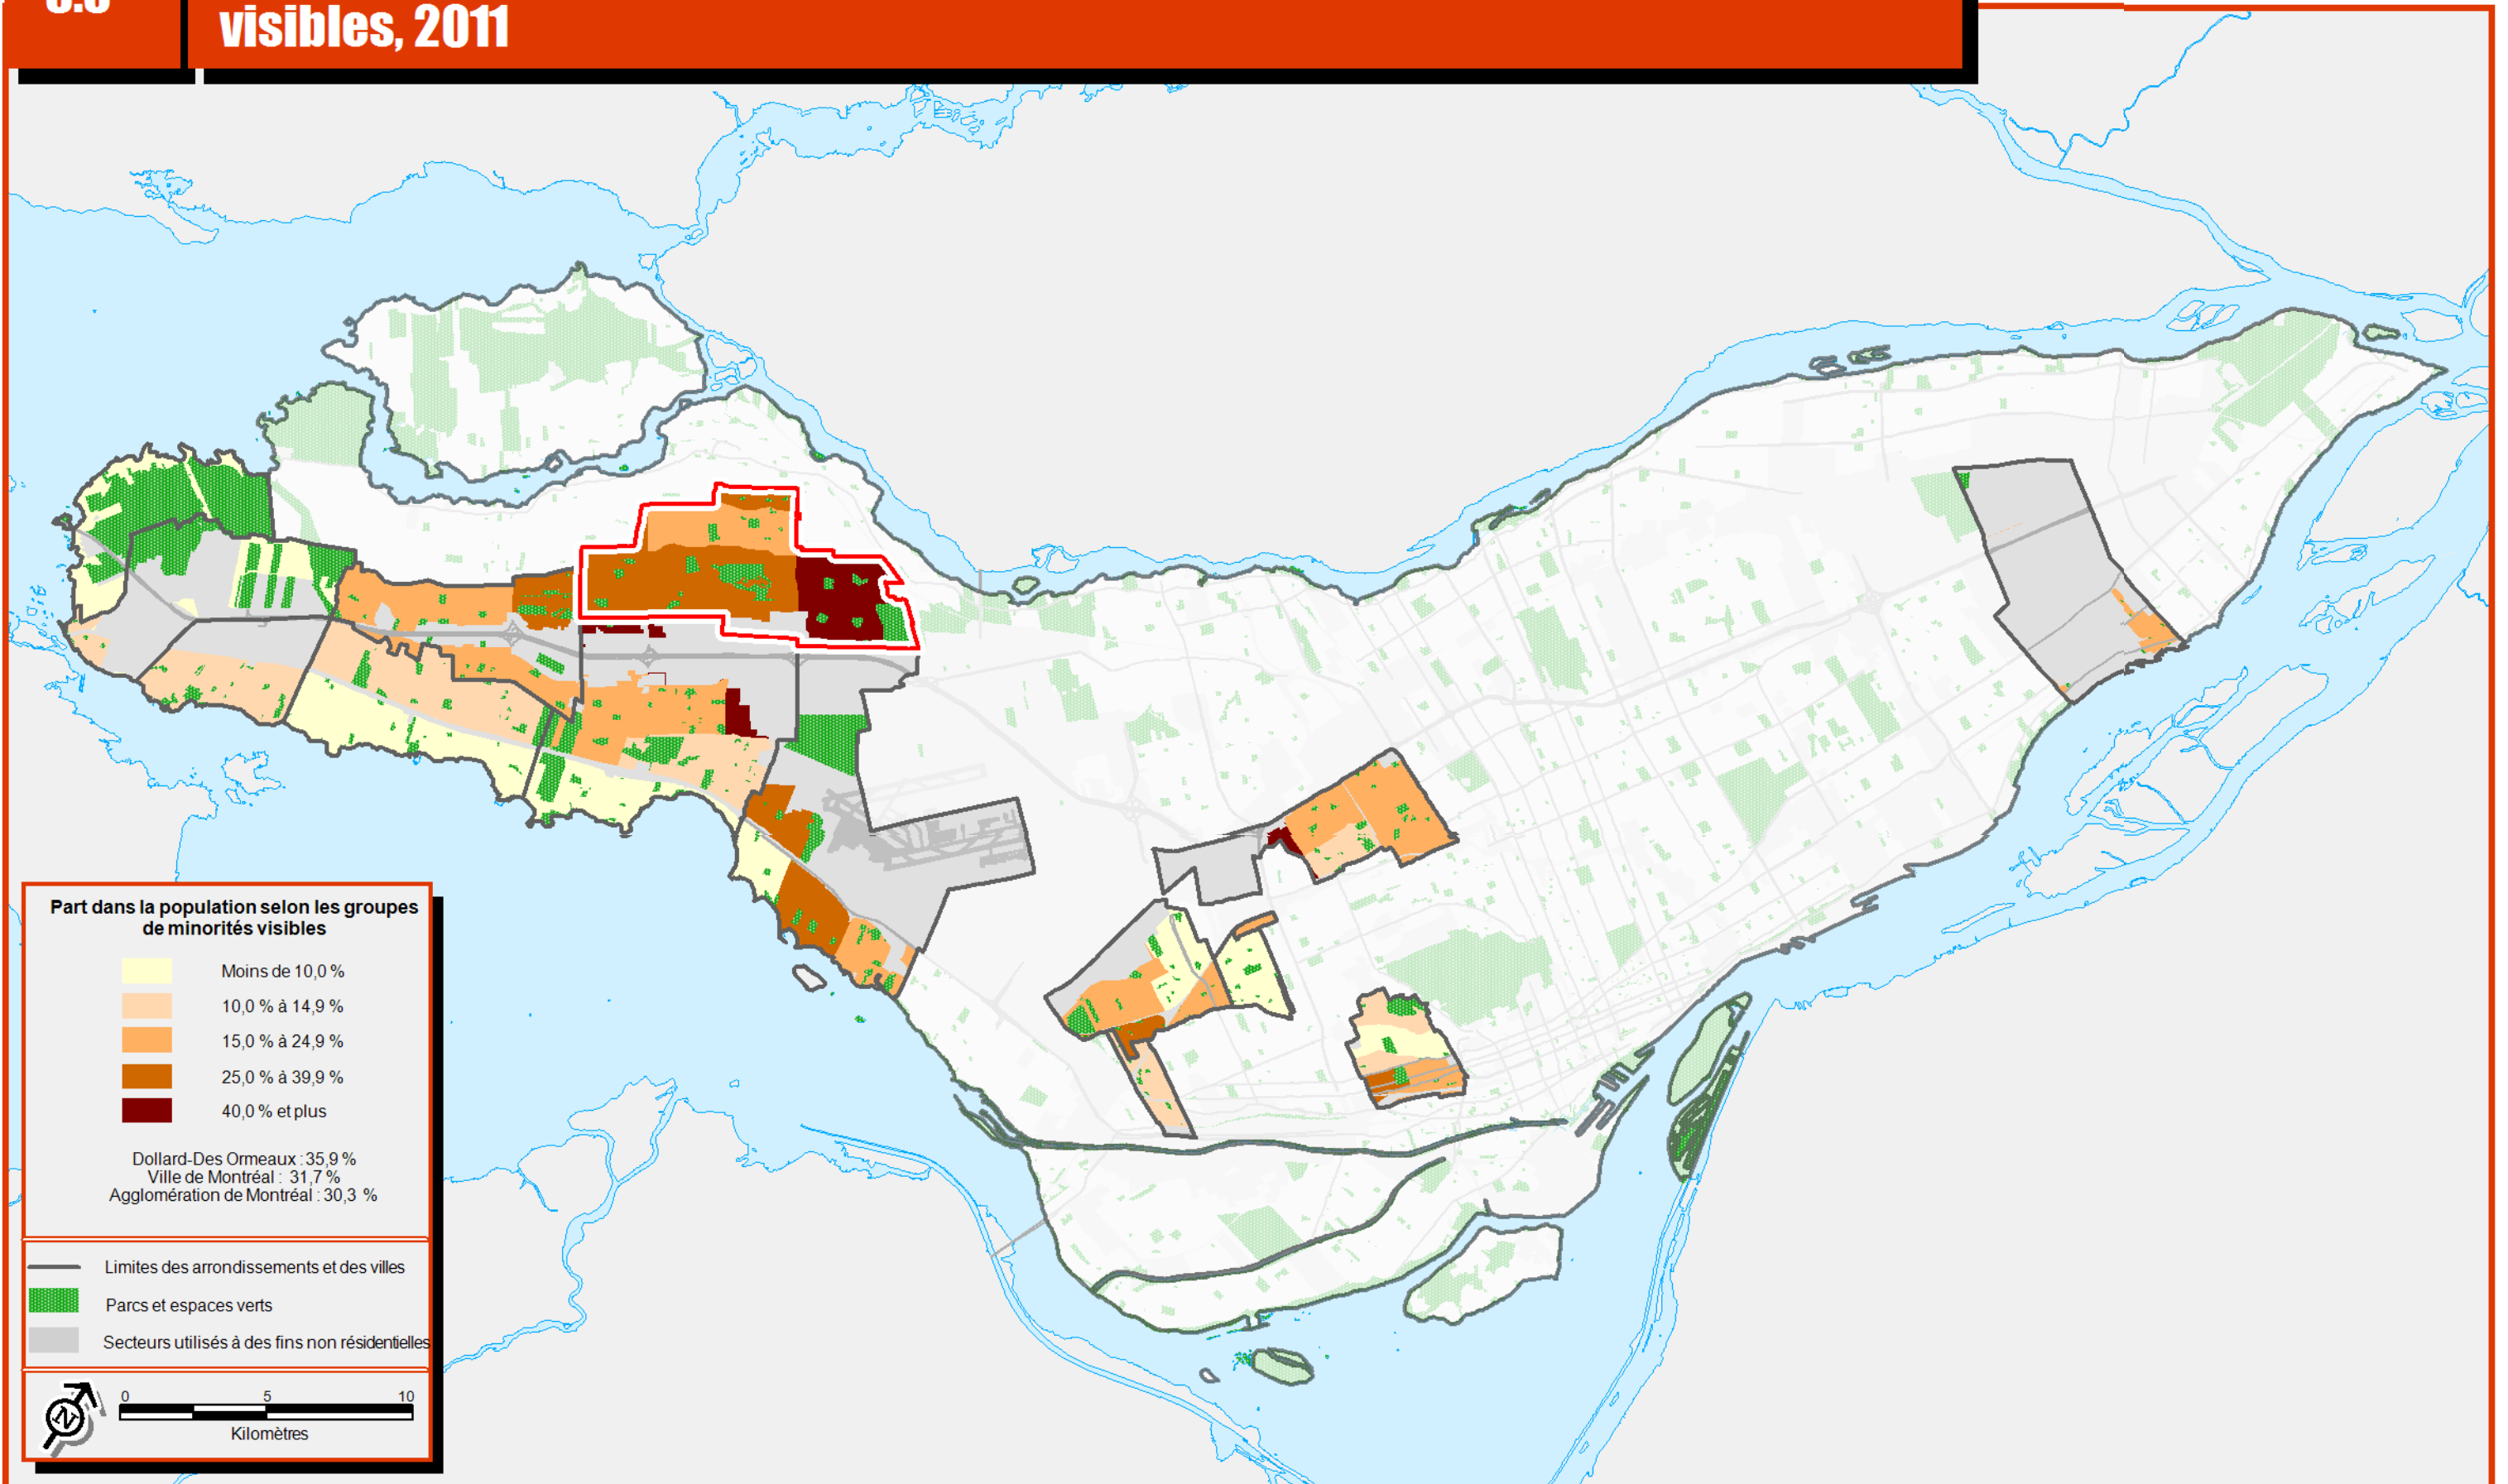 visibles, 2011
Part dans la population selon les groupes
de minorités visibles
Moins de 10,0 %
10,0 % à 14,9 %
15,0 % à 24,9 %
25,0 % à 39,9 %
40,0 % et plus
Dollard-Des Ormeaux : 35,9 %
Ville de Montréal : 31,7 %
Agglomération de Montréal : 30,3 %
Limites des arrondissements et des villes
Parcs et espaces verts
Secteurs utilisés à des fins non résidentielles
N
0 5 10
Kilomètres